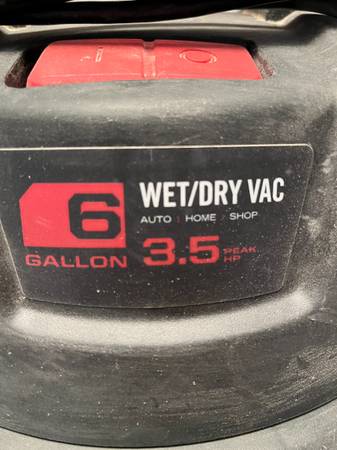 6
GALLON
WET/DRY VAC
AUTO | HOME | SHOP
3.5 PEAK
HP